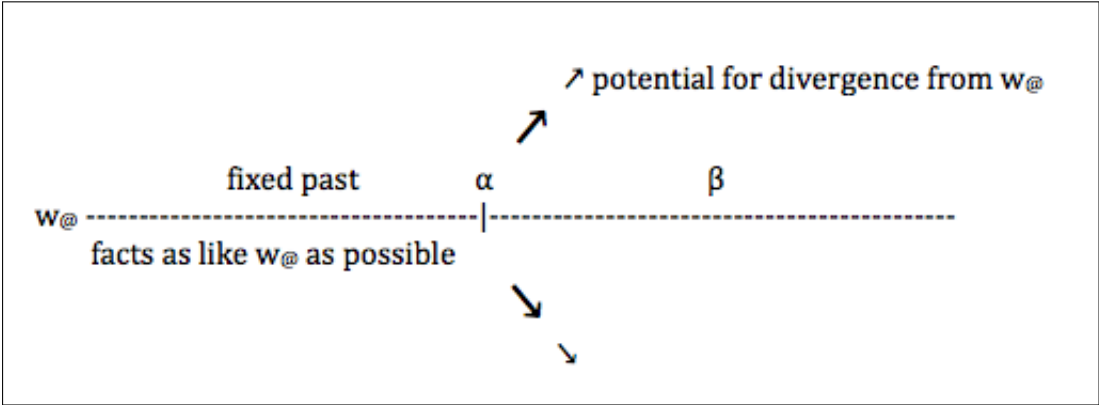 ↗ potential for divergence from w@
↗
fixed past α β
w@ -------------------------------------|--------------------------------------------
facts as like w@ as possible
↘
↘